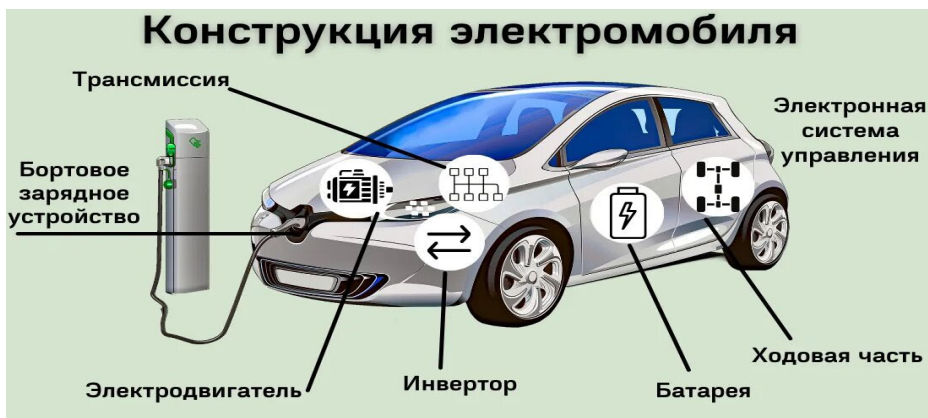 Конструкция электромобиля
Трансмиссия
Электронная
система
управления
Бортовое
зарядное
устройство
Ходовая часть
Электродвигатель
Инвертор
Батарея